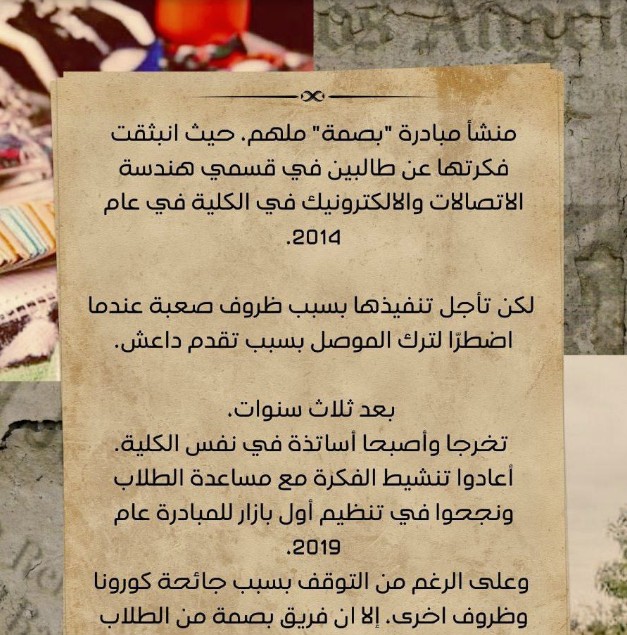 os Angel
منشأ مبادرة "بصمة" ملهم. حيث انبثقت
فكرتها عن طالبين في قسمي هندسة
الاتصالات والالكترونيك في الكلية في عام
2014.
لكن تأجل تنفيذها بسبب ظروف صعبة عندما
اضطرّا لترك الموصل بسبب تقدم داعش.
بعد ثلاث سنوات،
تخرجا وأصبحا أساتذة في نفس الكلية.
أعادوا تنشيط الفكرة مع مساعدة الطلاب
ونجحوا في تنظيم أول بازار للمبادرة عام
2019.
وعلى الرغم من التوقف بسبب جائحة كورونا
وظروف اخرى. إلا ان فريق بصمة من الطلاب